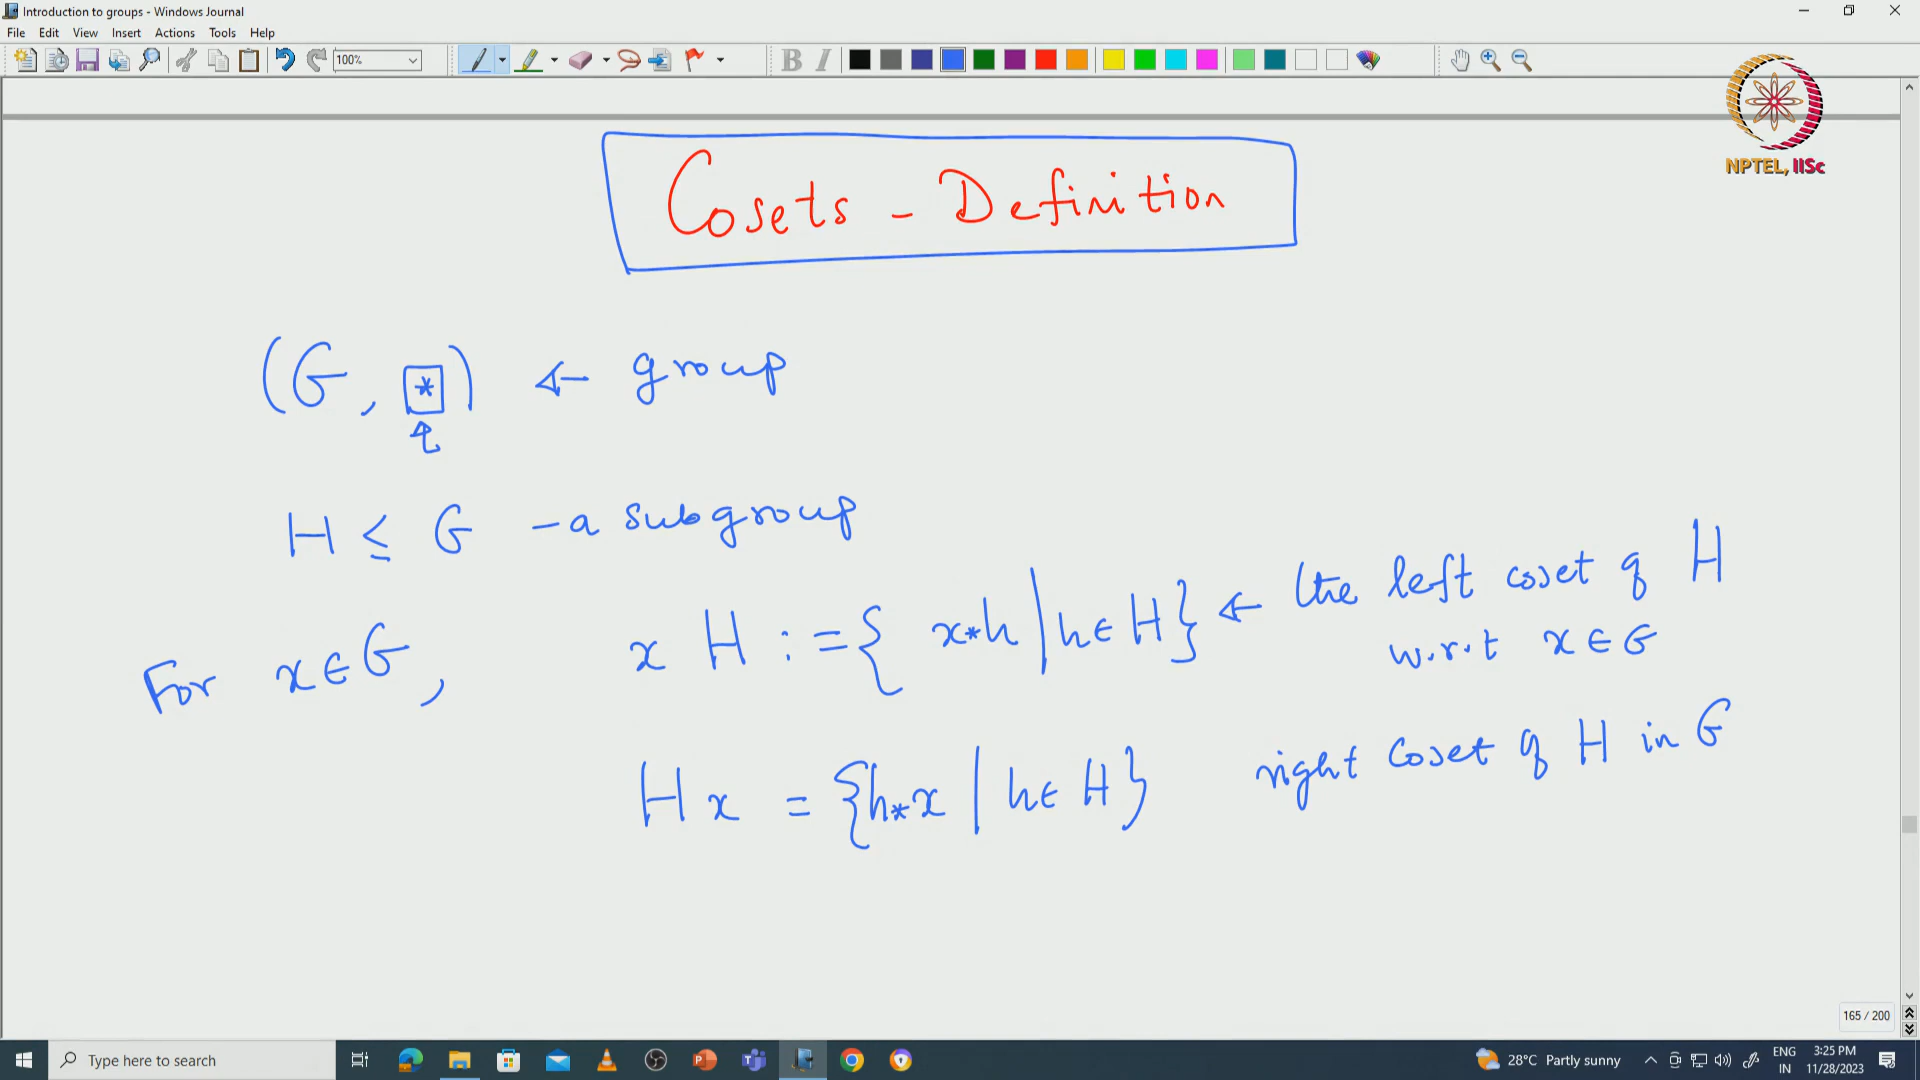 Introduction to groups - Windows Journal
File Edit View Insert Actions Tools Help
100%
B I
NPTEL, IISc
Cosets - Definition
(G, *) ← group
H ≤ G - a subgroup
For x ∈ G, x H := { x*h | h ∈ H } ← the left coset of H
w.r.t x ∈ G
H x = { h*x | h ∈ H } right coset of H in G
165 / 200
Type here to search
28°C Partly sunny
ENG
IN
3:25 PM
11/28/2023